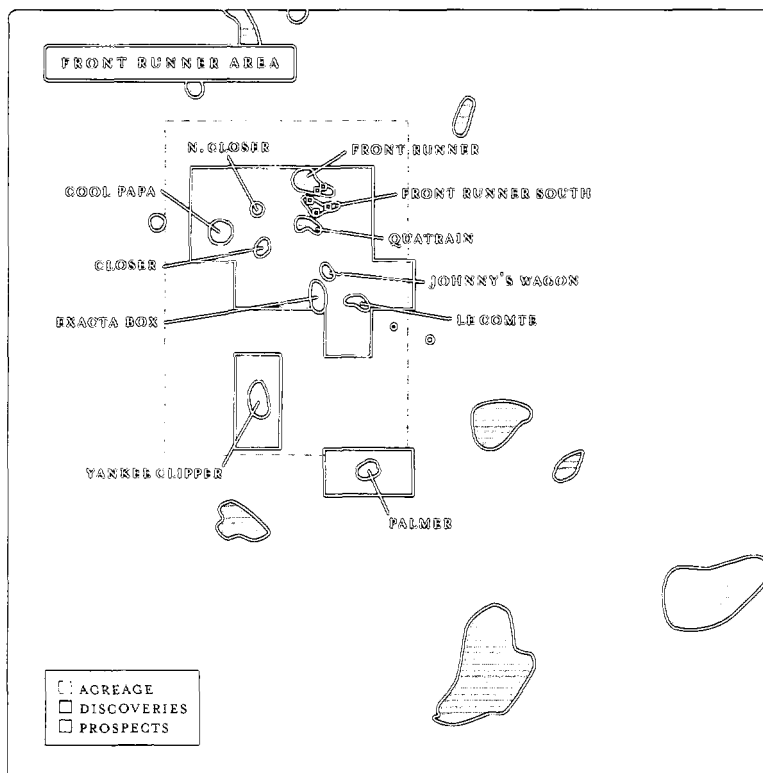 FRONT RUNNER AREA
N. CLOSER
FRONT RUNNER
COOL PAPA
FRONT RUNNER SOUTH
QUATRAIN
CLOSER
JOHNNY'S WAGON
EXACTA BOX
LE COMTE
YANKEE CLIPPER
PALMER
ACREAGE
DISCOVERIES
PROSPECTS